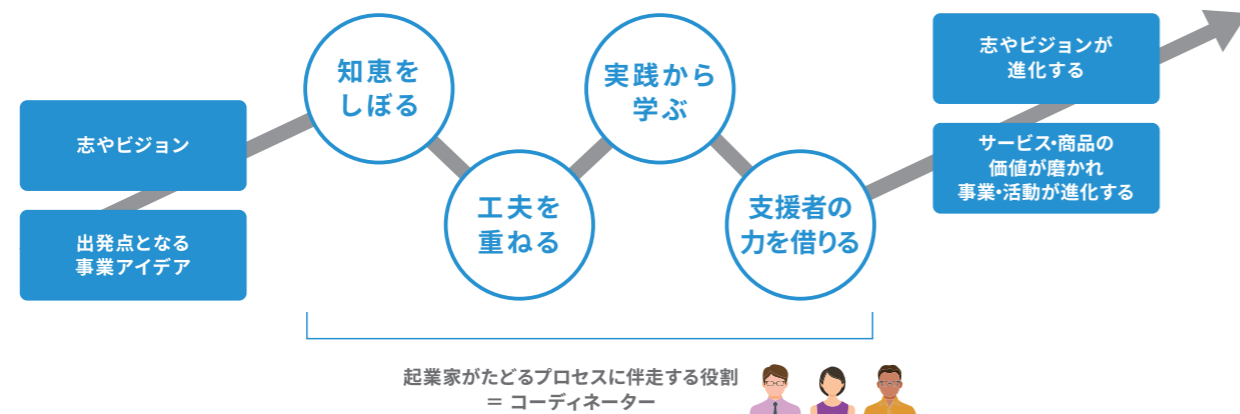 志やビジョン
出発点となる
事業アイデア
知恵を
しぼる
工夫を
重ねる
実践から
学ぶ
支援者の
力を借りる
志やビジョンが
進化する
サービス・商品の
価値が磨かれ
事業・活動が進化する
起業家がたどるプロセスに伴走する役割
= コーディネーター